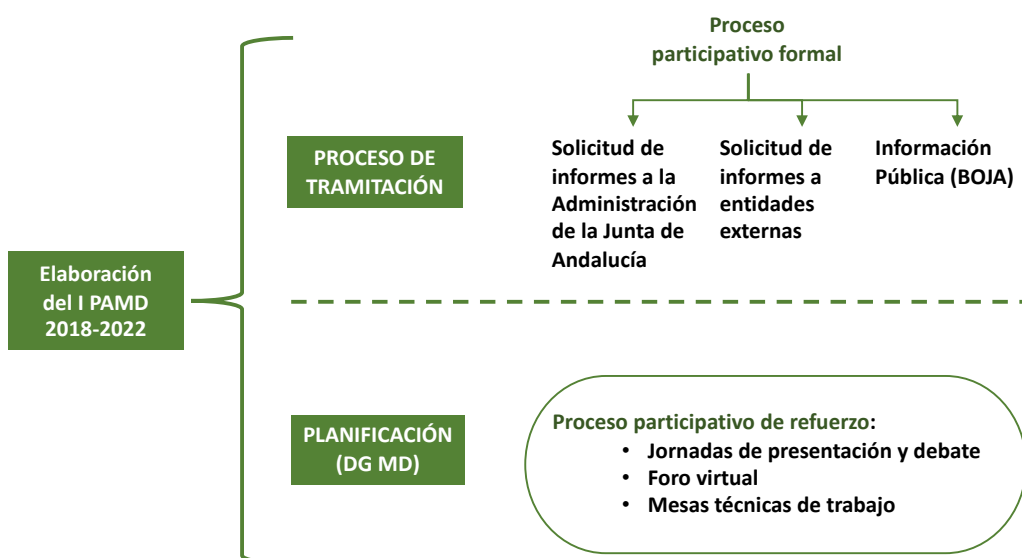 Proceso
participativo formal
PROCESO DE
TRAMITACIÓN
Solicitud de
informes a la
Administración
de la Junta de
Andalucía
Solicitud de
informes a
entidades
externas
Información
Pública (BOJA)
Elaboración
del I PAMD
2018-2022
PLANIFICACIÓN
(DG MD)
Proceso participativo de refuerzo:
• Jornadas de presentación y debate
• Foro virtual
• Mesas técnicas de trabajo